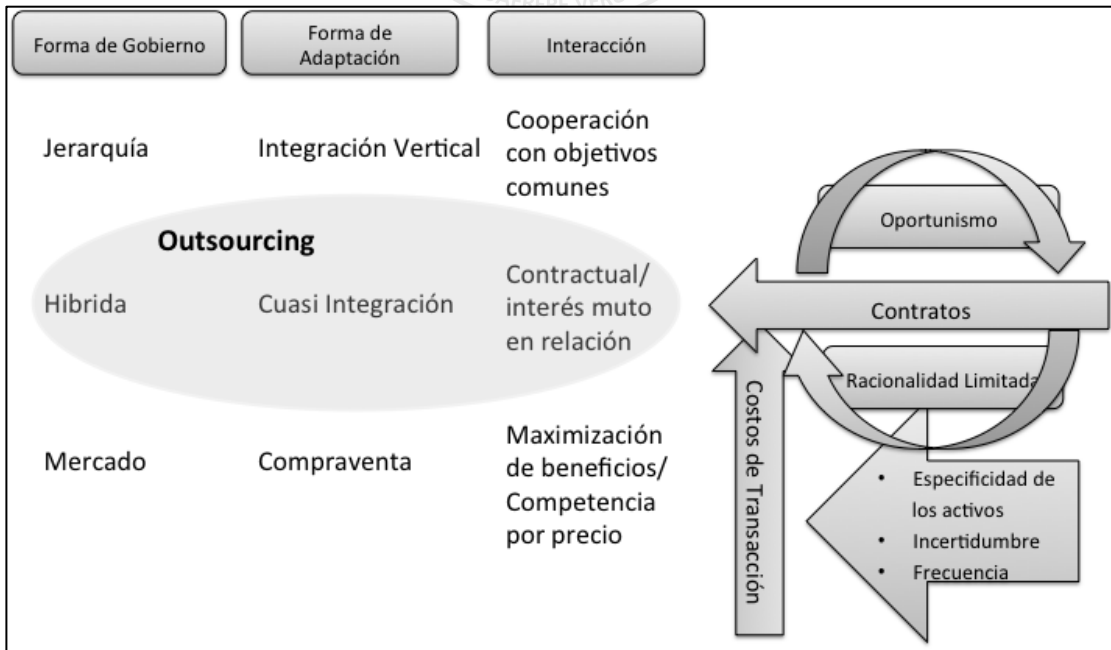 Forma de Gobierno
Forma de
Adaptación
Interacción
Jerarquía
Integración Vertical
Cooperación
con objetivos
comunes
Outsourcing
Hibrida
Cuasi Integración
Contractual/
interés muto
en relación
Mercado
Compraventa
Maximización
de beneficios/
Competencia
por precio
Oportunismo
Contratos
Racionalidad Limitada
Costos de Transacción
• Especificidad de
los activos
• Incertidumbre
• Frecuencia